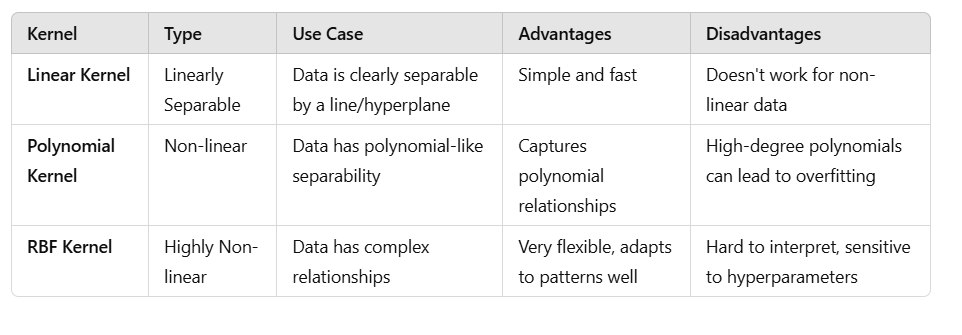 Kernel Type Use Case Advantages Disadvantages
Linear Kernel Linearly Data is clearly separable Simple and fast Doesn't work for non-
Separable by a line/hyperplane linear data
Polynomial Non-linear Data has polynomial-like Captures High-degree polynomials
Kernel separability polynomial can lead to overfitting
relationships
RBF Kernel Highly Non- Data has complex Very flexible, adapts Hard to interpret, sensitive
linear relationships to patterns well to hyperparameters